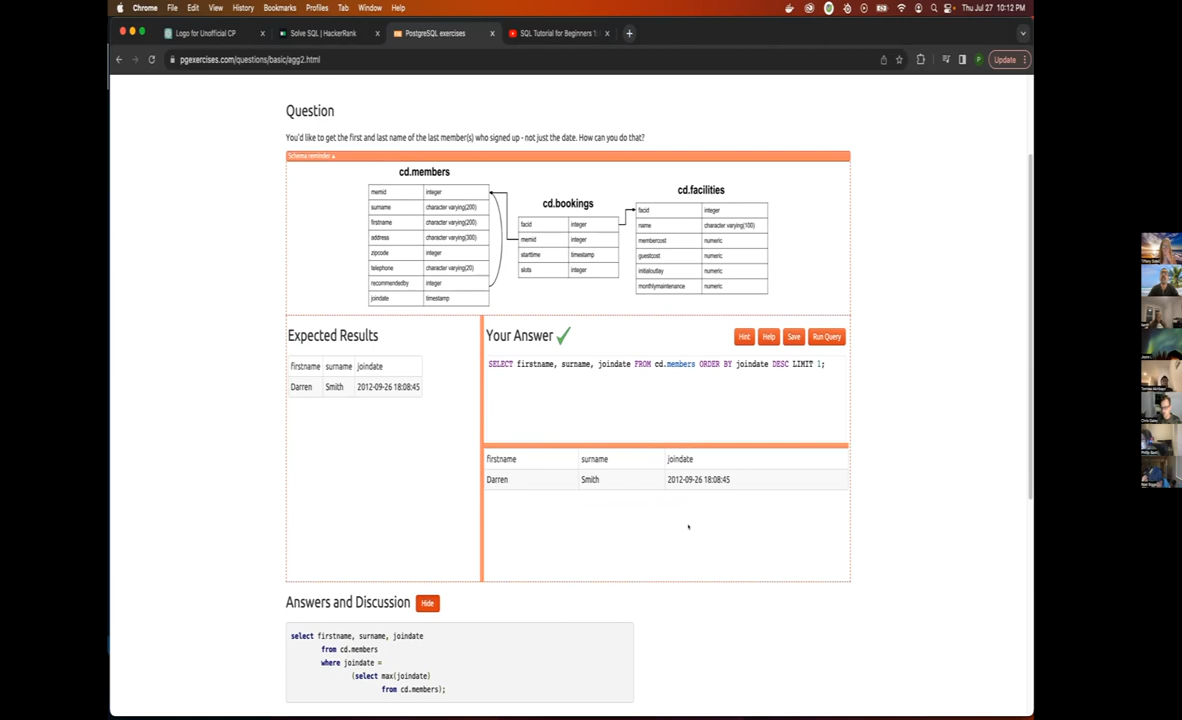 Chrome File Edit View History Bookmarks Profiles Tab Window Help Thu Jul 27 10:12 PM
Logo for Unofficial CP Solve SQL | HackerRank PostgreSQL exercises SQL Tutorial for Beginners
pgexercises.com/questions/basic/agg2.html Update
Question
You'd like to get the first and last name of the last member(s) who signed up - not just the date. How can you do that?
Schema reminder
cd.members
memid integer
surname character varying(200)
firstname character varying(200)
address character varying(300)
zipcode integer
telephone character varying(20)
recommendedby integer
joindate timestamp
cd.bookings
facid integer
memid integer
starttime timestamp
slots integer
cd.facilities
facid integer
name character varying(100)
membercost numeric
guestcost numeric
initialoutlay numeric
monthlymaintenance numeric
Expected Results
firstname surname joindate
Darren Smith 2012-09-26 18:08:45
Your Answer Hint Help Save Run Query
SELECT firstname, surname, joindate FROM cd.members ORDER BY joindate DESC LIMIT 1;
firstname surname joindate
Darren Smith 2012-09-26 18:08:45
Answers and Discussion Hide
select firstname, surname, joindate
from cd.members
where joindate =
(select max(joindate)
from cd.members);